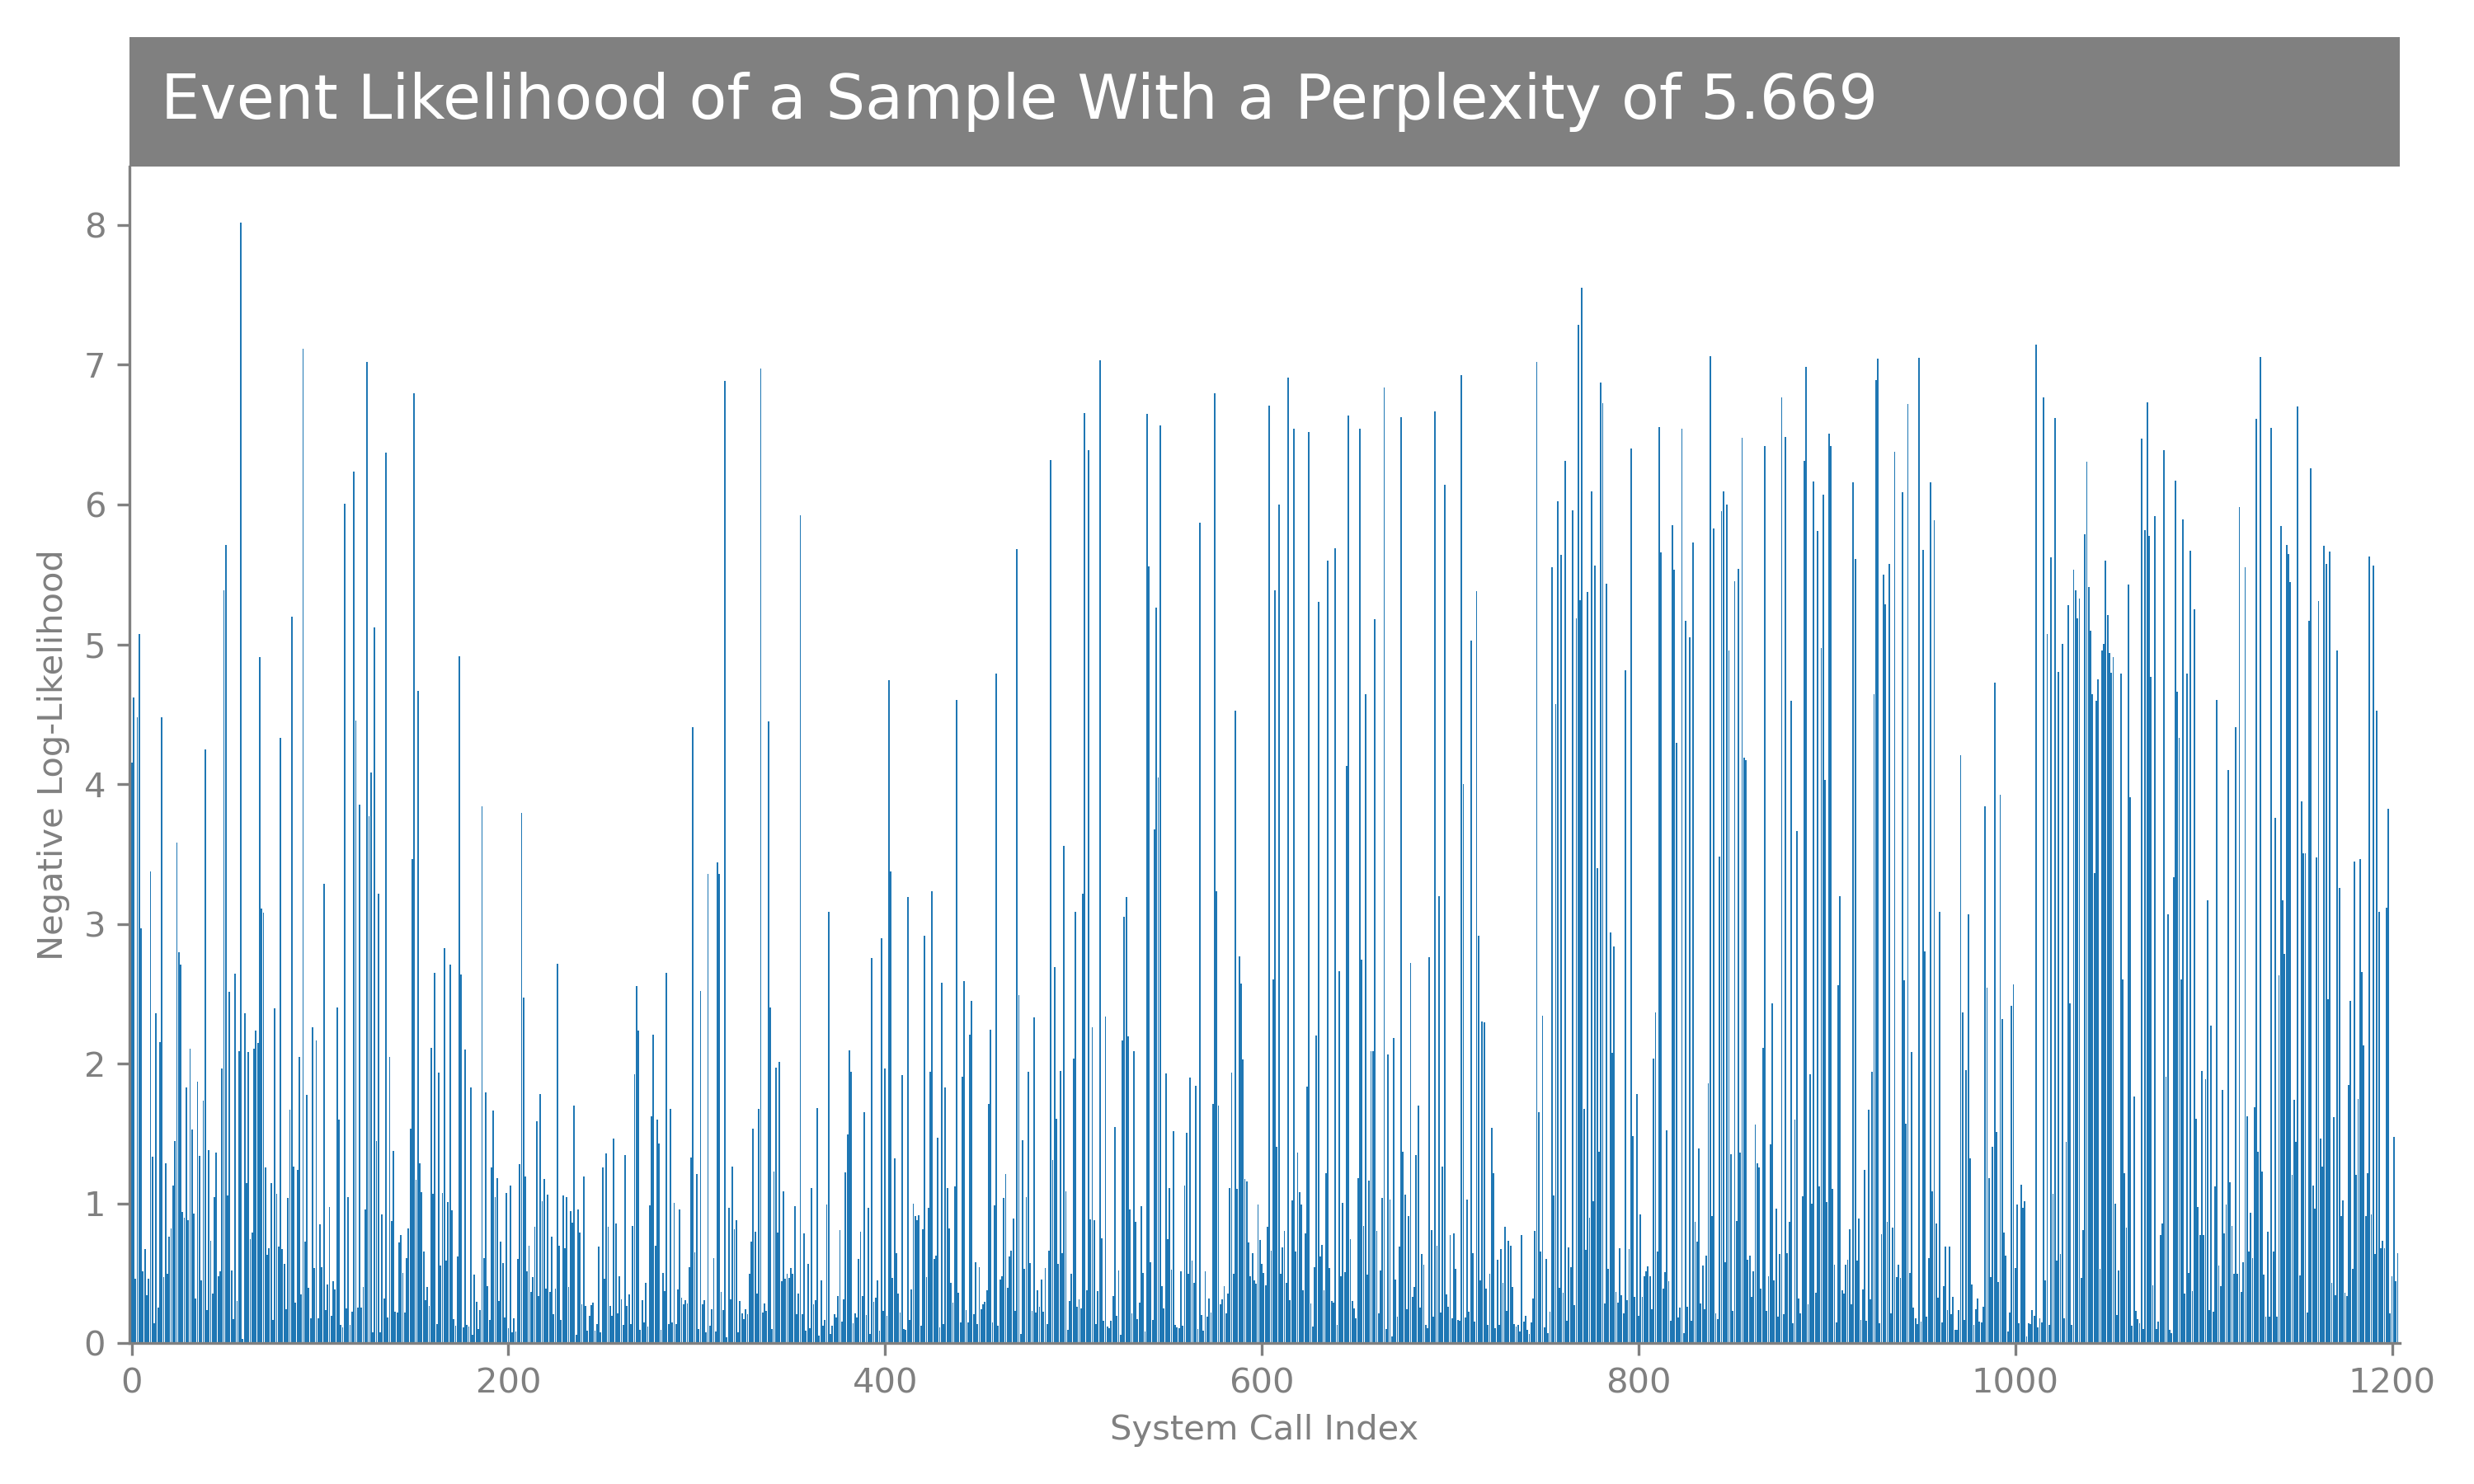 Event Likelihood of a Sample With a Perplexity of 5.669
8
7
6
5
4
3
2
1
0
Negative Log-Likelihood
0 200 400 600 800 1000 1200
System Call Index